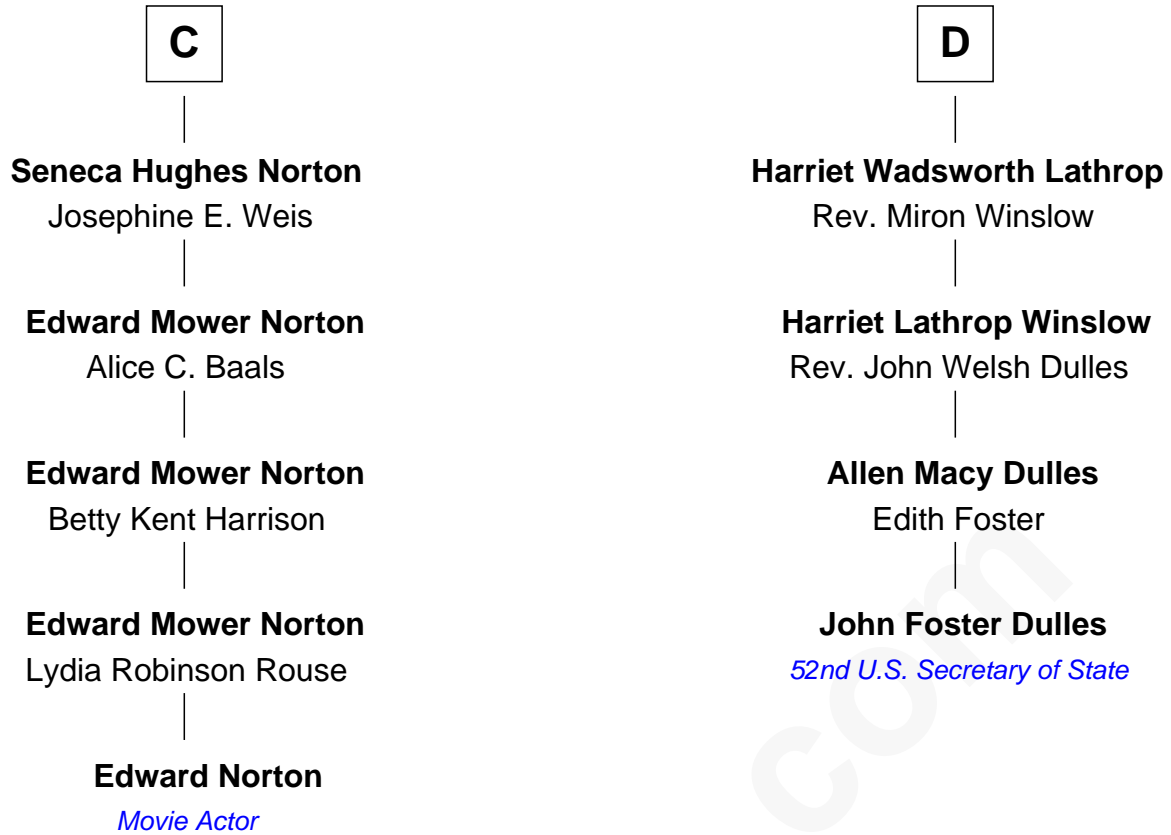 C
Seneca Hughes Norton
Josephine E. Weis
Edward Mower Norton
Alice C. Baals
Edward Mower Norton
Betty Kent Harrison
Edward Mower Norton
Lydia Robinson Rouse
Edward Norton
Movie Actor
D
Harriet Wadsworth Lathrop
Rev. Miron Winslow
Harriet Lathrop Winslow
Rev. John Welsh Dulles
Allen Macy Dulles
Edith Foster
John Foster Dulles
52nd U.S. Secretary of State
com